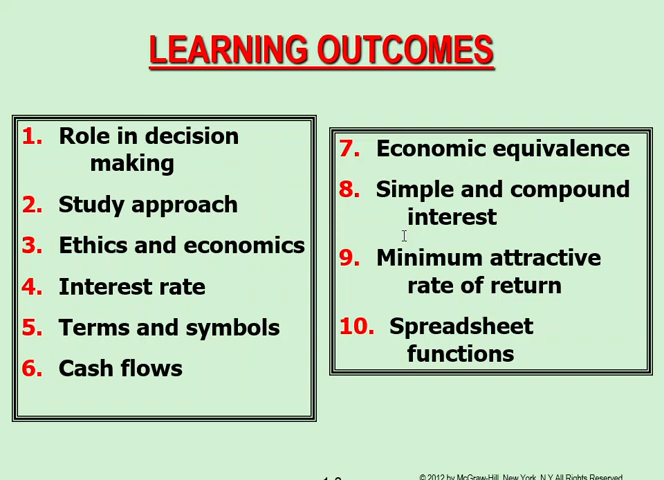 LEARNING OUTCOMES
1. Role in decision
making
2. Study approach
3. Ethics and economics
4. Interest rate
5. Terms and symbols
6. Cash flows
7. Economic equivalence
8. Simple and compound
interest
9. Minimum attractive
rate of return
10. Spreadsheet
functions
© 2012 by McGraw-Hill, New York, N.Y All Rights Reserved